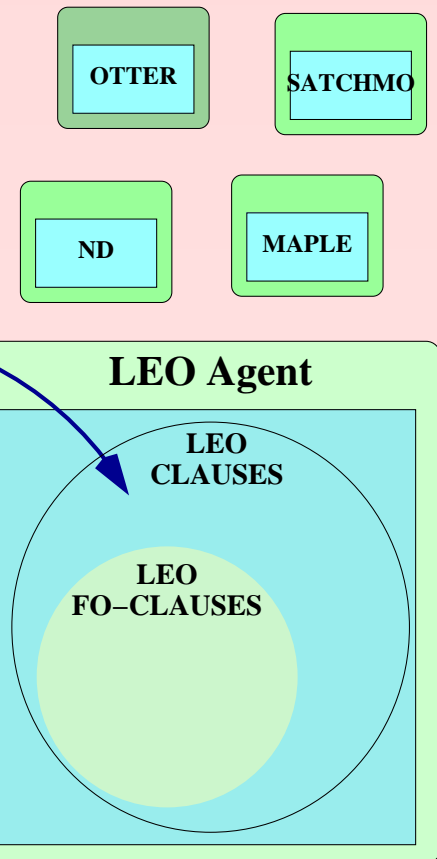 OTTER
SATCHMO
ND
MAPLE
LEO Agent
LEO
CLAUSES
LEO
FO−CLAUSES